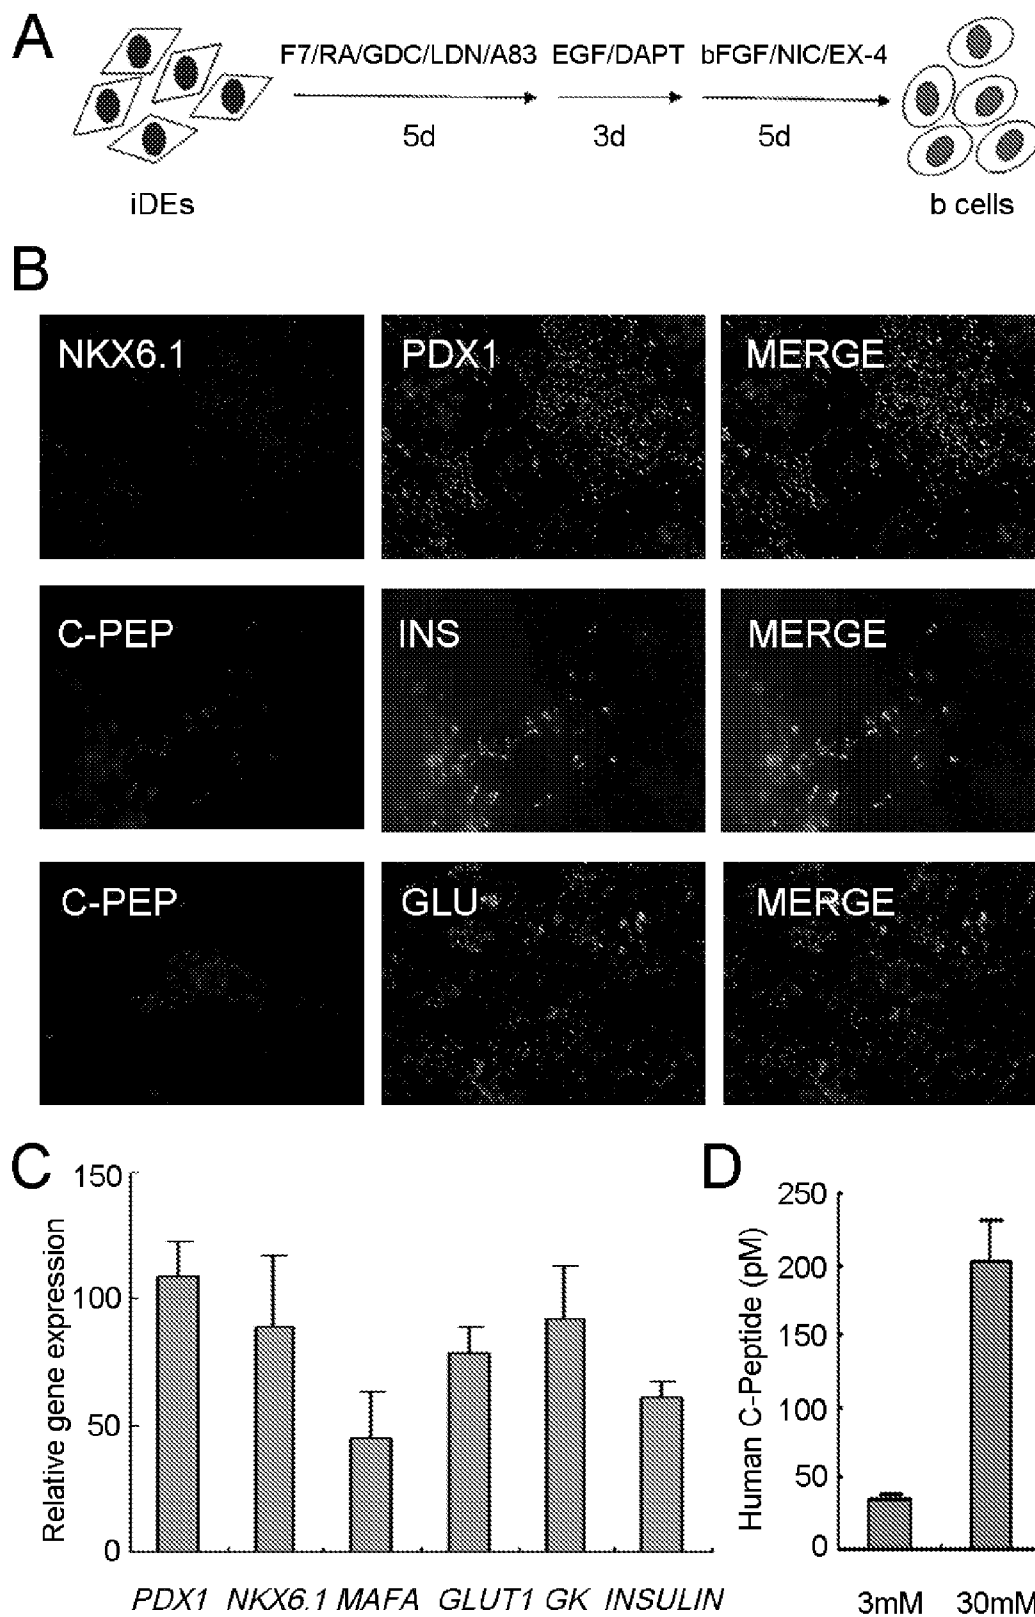 A
F7/RA/GDC/LDN/A83 EGF/DAPT bFGF/NIC/EX-4
5d 3d 5d
iDEs b cells
B
NKX6.1 PDX1 MERGE
C-PEP INS MERGE
C-PEP GLU MERGE
C
Relative gene expression
150
100
50
0
PDX1 NKX6.1 MAFA GLUT1 GK INSULIN
D
Human C-Peptide (pM)
250
200
150
100
50
0
3mM 30mM